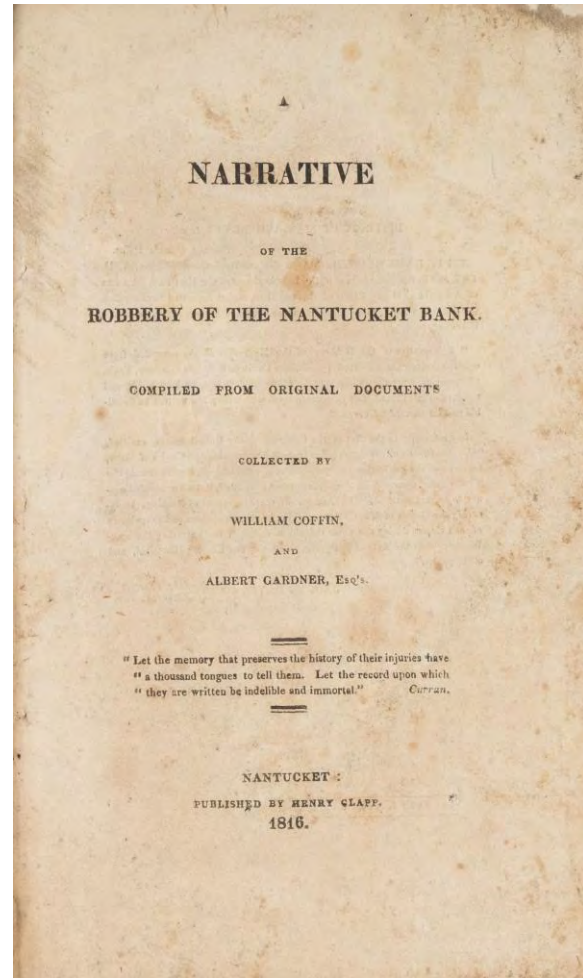 A
NARRATIVE
OF THE
ROBBERY OF THE NANTUCKET BANK.
COMPILED FROM ORIGINAL DOCUMENTS
COLLECTED BY
WILLIAM COFFIN,
AND
ALBERT GARDNER, Esq's.
" Let the memory that preserves the history of their injuries have
" a thousand tongues to tell them. Let the record upon which
" they are written be indelible and immortal." Curran.
NANTUCKET :
PUBLISHED BY HENRY CLAPP.
1816.